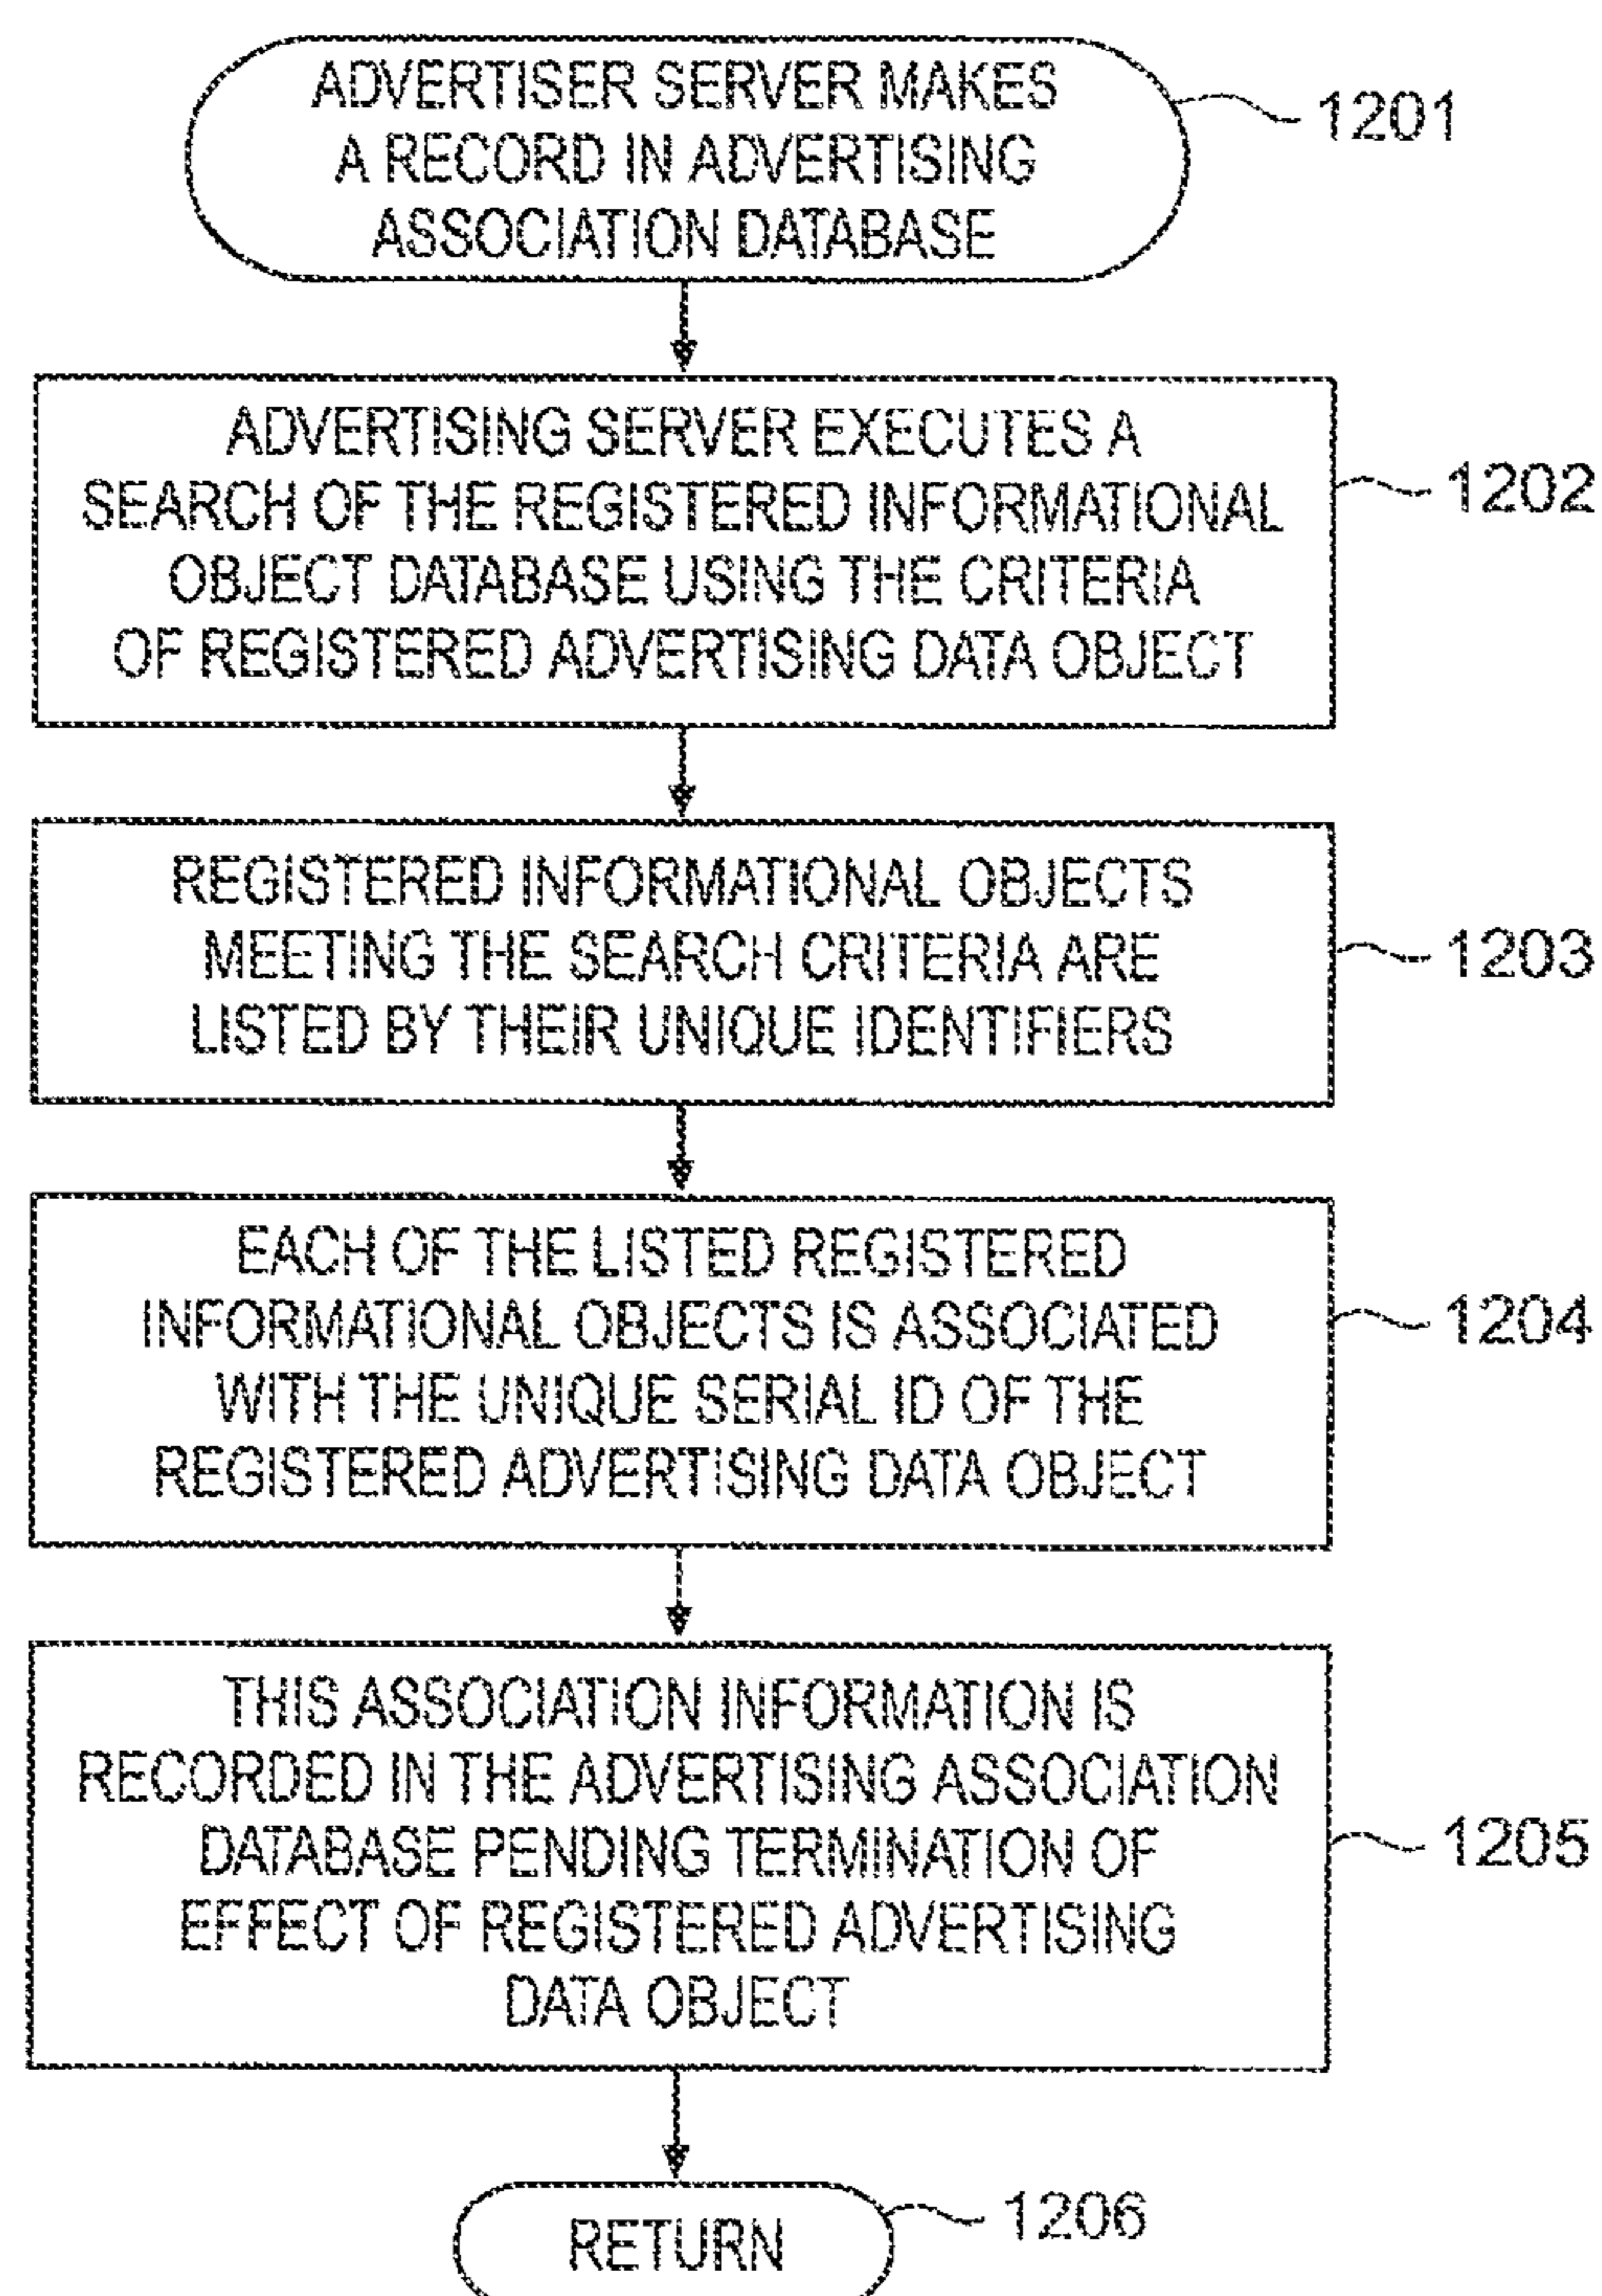 ADVERTISER SERVER MAKES
A RECORD IN ADVERTISING
ASSOCIATION DATABASE
1201
ADVERTISING SERVER EXECUTES A
SEARCH OF THE REGISTERED INFORMATIONAL
OBJECT DATABASE USING THE CRITERIA
OF REGISTERED ADVERTISING DATA OBJECT
1202
REGISTERED INFORMATIONAL OBJECTS
MEETING THE SEARCH CRITERIA ARE
LISTED BY THEIR UNIQUE IDENTIFIERS
1203
EACH OF THE LISTED REGISTERED
INFORMATIONAL OBJECTS IS ASSOCIATED
WITH THE UNIQUE SERIAL ID OF THE
REGISTERED ADVERTISING DATA OBJECT
1204
THIS ASSOCIATION INFORMATION IS
RECORDED IN THE ADVERTISING ASSOCIATION
DATABASE PENDING TERMINATION OF
EFFECT OF REGISTERED ADVERTISING
DATA OBJECT
1205
RETURN
1206